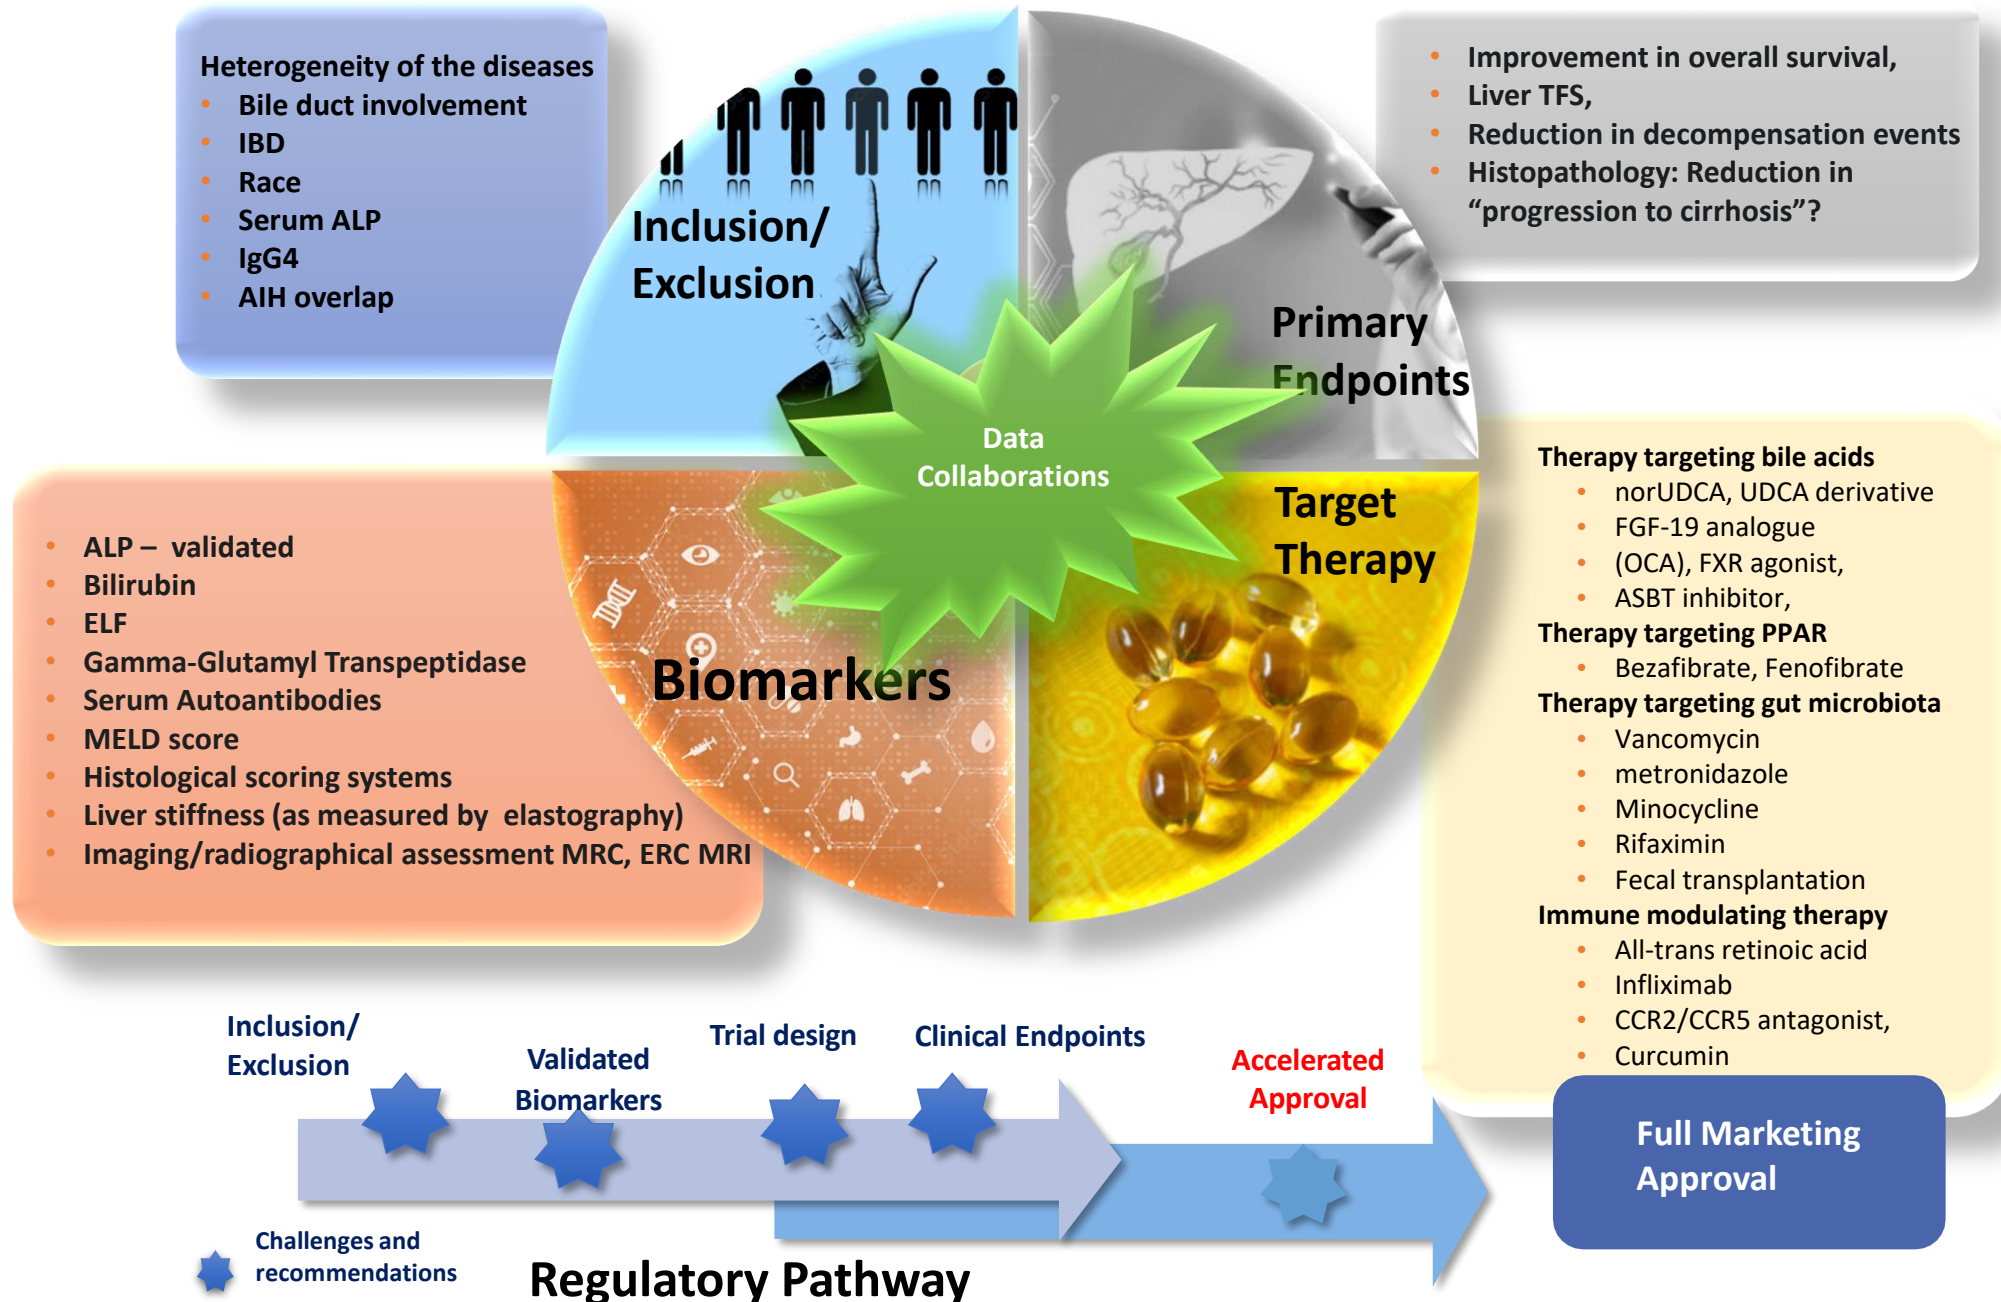 Heterogeneity of the diseases
• Bile duct involvement
• IBD
• Race
• Serum ALP
• IgG4
• AIH overlap
Inclusion/
Exclusion
Primary
Endpoints
• Improvement in overall survival,
• Liver TFS,
• Reduction in decompensation events
• Histopathology: Reduction in
“progression to cirrhosis”?
Data
Collaborations
• ALP – validated
• Bilirubin
• ELF
• Gamma-Glutamyl Transpeptidase
• Serum Autoantibodies
• MELD score
• Histological scoring systems
• Liver stiffness (as measured by elastography)
• Imaging/radiographical assessment MRC, ERC MRI
Biomarkers
Target
Therapy
Therapy targeting bile acids
• norUDCA, UDCA derivative
• FGF-19 analogue
• (OCA), FXR agonist,
• ASBT inhibitor,
Therapy targeting PPAR
• Bezafibrate, Fenofibrate
Therapy targeting gut microbiota
• Vancomycin
• metronidazole
• Minocycline
• Rifaximin
• Fecal transplantation
Immune modulating therapy
• All-trans retinoic acid
• Infliximab
• CCR2/CCR5 antagonist,
• Curcumin
Inclusion/
Exclusion
Validated
Biomarkers
Trial design
Clinical Endpoints
Accelerated
Approval
Full Marketing
Approval
Challenges and
recommendations
Regulatory Pathway